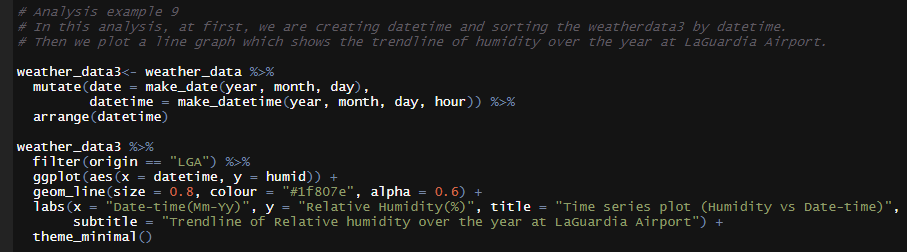 # Analysis example 9
# In this analysis, at first, we are creating datetime and sorting the weatherdata3 by datetime.
# Then we plot a line graph which shows the trendline of humidity over the year at LaGuardia Airport.

weather_data3<- weather_data %>%
  mutate(date = make_date(year, month, day),
         datetime = make_datetime(year, month, day, hour)) %>%
  arrange(datetime)

weather_data3 %>%
  filter(origin == "LGA") %>%
  ggplot(aes(x = datetime, y = humid)) +
  geom_line(size = 0.8, colour = "#1f807e", alpha = 0.6) +
  labs(x = "Date-time(Mm-Yy)", y = "Relative Humidity(%)", title = "Time series plot (Humidity vs Date-time)",
       subtitle = "Trendline of Relative humidity over the year at LaGuardia Airport") +
  theme_minimal()